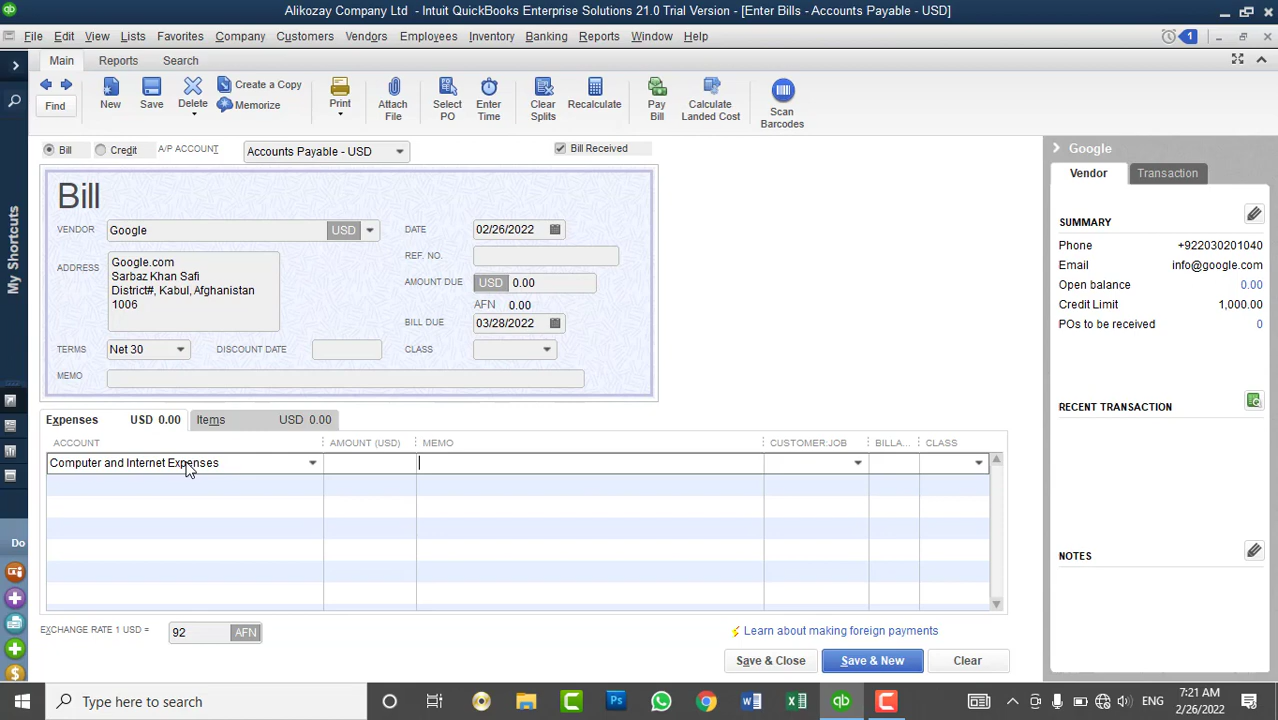 Alikozay Company Ltd - Intuit QuickBooks Enterprise Solutions 21.0 Trial Version - [Enter Bills - Accounts Payable - USD]
File Edit View Lists Favorites Company Customers Vendors Employees Inventory Banking Reports Window Help 1
Main Reports Search
Find New Save Delete Create a Copy Memorize Print Attach File Select PO Enter Time Clear Splits Recalculate Pay Bill Calculate Landed Cost Scan Barcodes
My Shortcuts
Do
Bill Credit A/P ACCOUNT Accounts Payable - USD Bill Received
Bill
VENDOR Google USD DATE 02/26/2022
ADDRESS Google.com
Sarbaz Khan Safi
District#, Kabul, Afghanistan
1006
REF. NO.
AMOUNT DUE USD 0.00
AFN 0.00
BILL DUE 03/28/2022
TERMS Net 30 DISCOUNT DATE CLASS
MEMO
Expenses USD 0.00 Items USD 0.00
ACCOUNT AMOUNT (USD) MEMO CUSTOMER:JOB BILLA... CLASS
Computer and Internet Expenses
EXCHANGE RATE 1 USD = 92 AFN Learn about making foreign payments
Save & Close Save & New Clear
Google
Vendor Transaction
SUMMARY
Phone +922030201040
Email info@google.com
Open balance 0.00
Credit Limit 1,000.00
POs to be received 0
RECENT TRANSACTION
NOTES
Type here to search
ENG 7:21 AM
2/26/2022